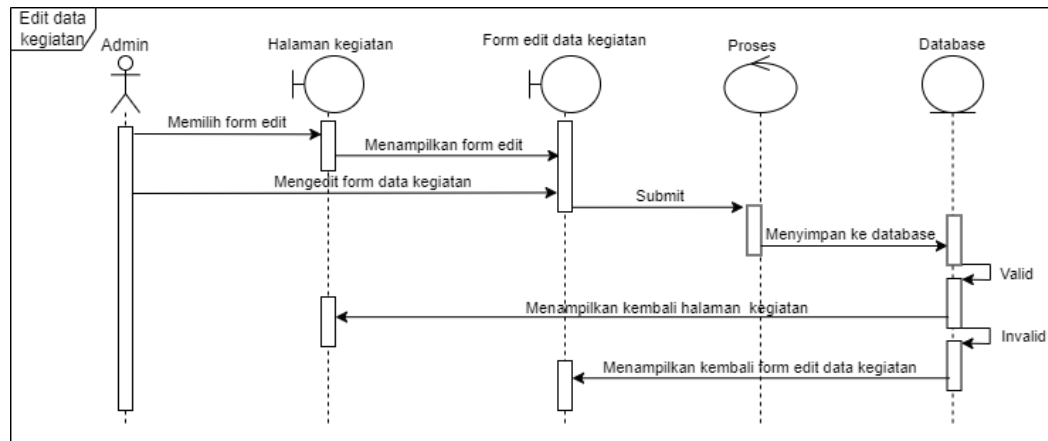 Edit data
kegiatan
Admin
Halaman kegiatan
Form edit data kegiatan
Proses
Database
Memilih form edit
Menampilkan form edit
Mengedit form data kegiatan
Submit
Menyimpan ke database
Valid
Menampilkan kembali halaman kegiatan
Invalid
Menampilkan kembali form edit data kegiatan